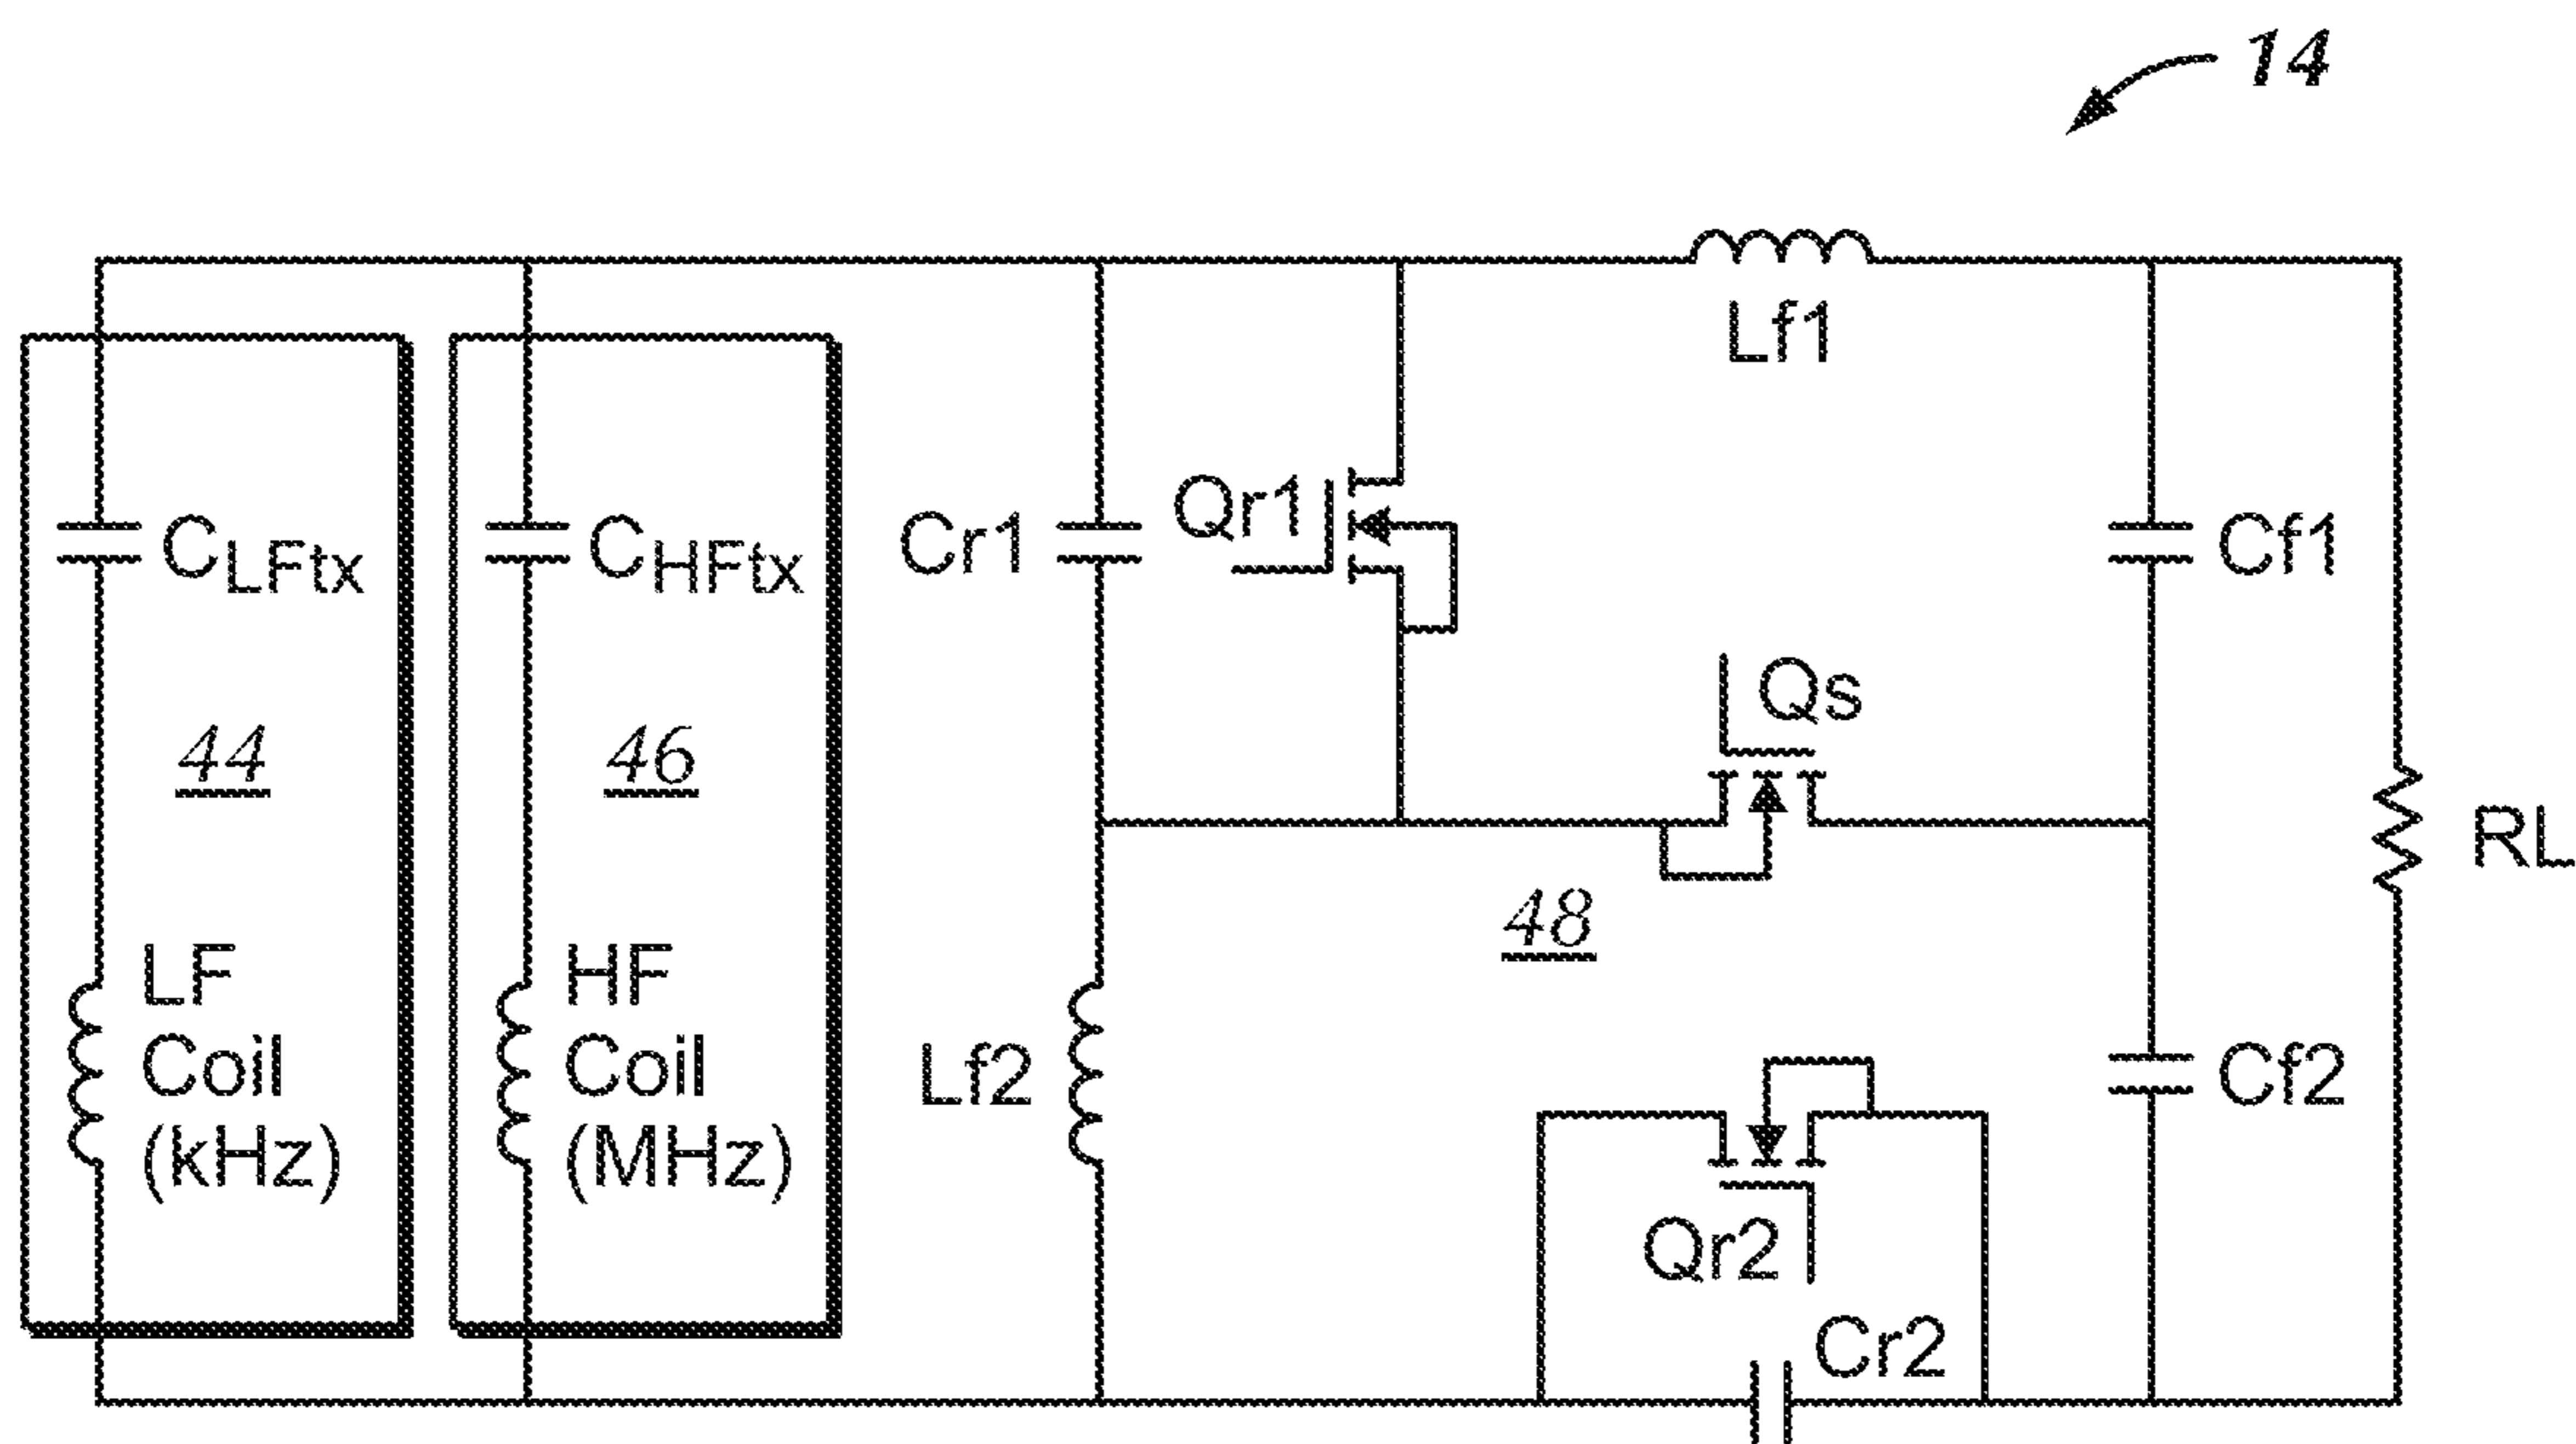 14
Lf1
Cr1
Qr1
Cf1
CLFtx
CHFtx
Qs
44
46
RL
48
LF
Coil
(kHz)
HF
Coil
(MHz)
Lf2
Cf2
Qr2
Cr2